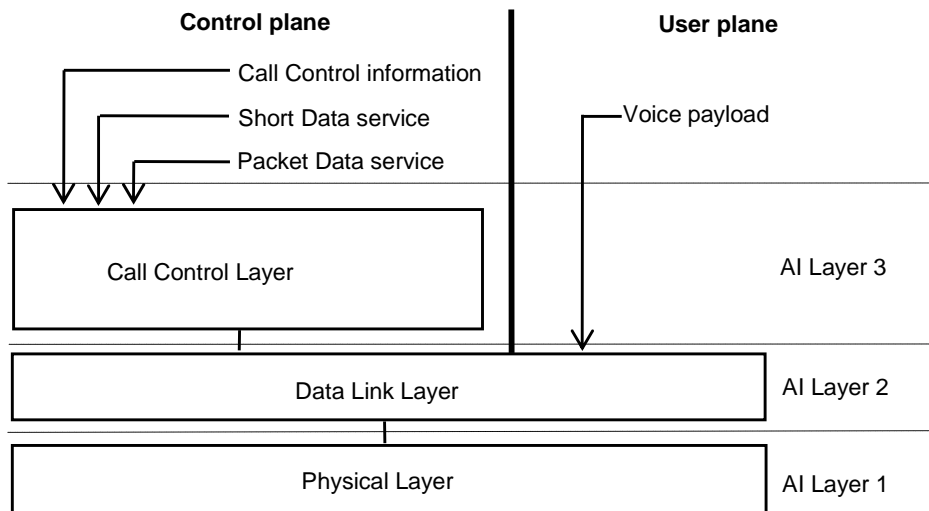 Control plane
User plane
Call Control information
Short Data service
Voice payload
Packet Data service
Call Control Layer
AI Layer 3
Data Link Layer
AI Layer 2
Physical Layer
AI Layer 1